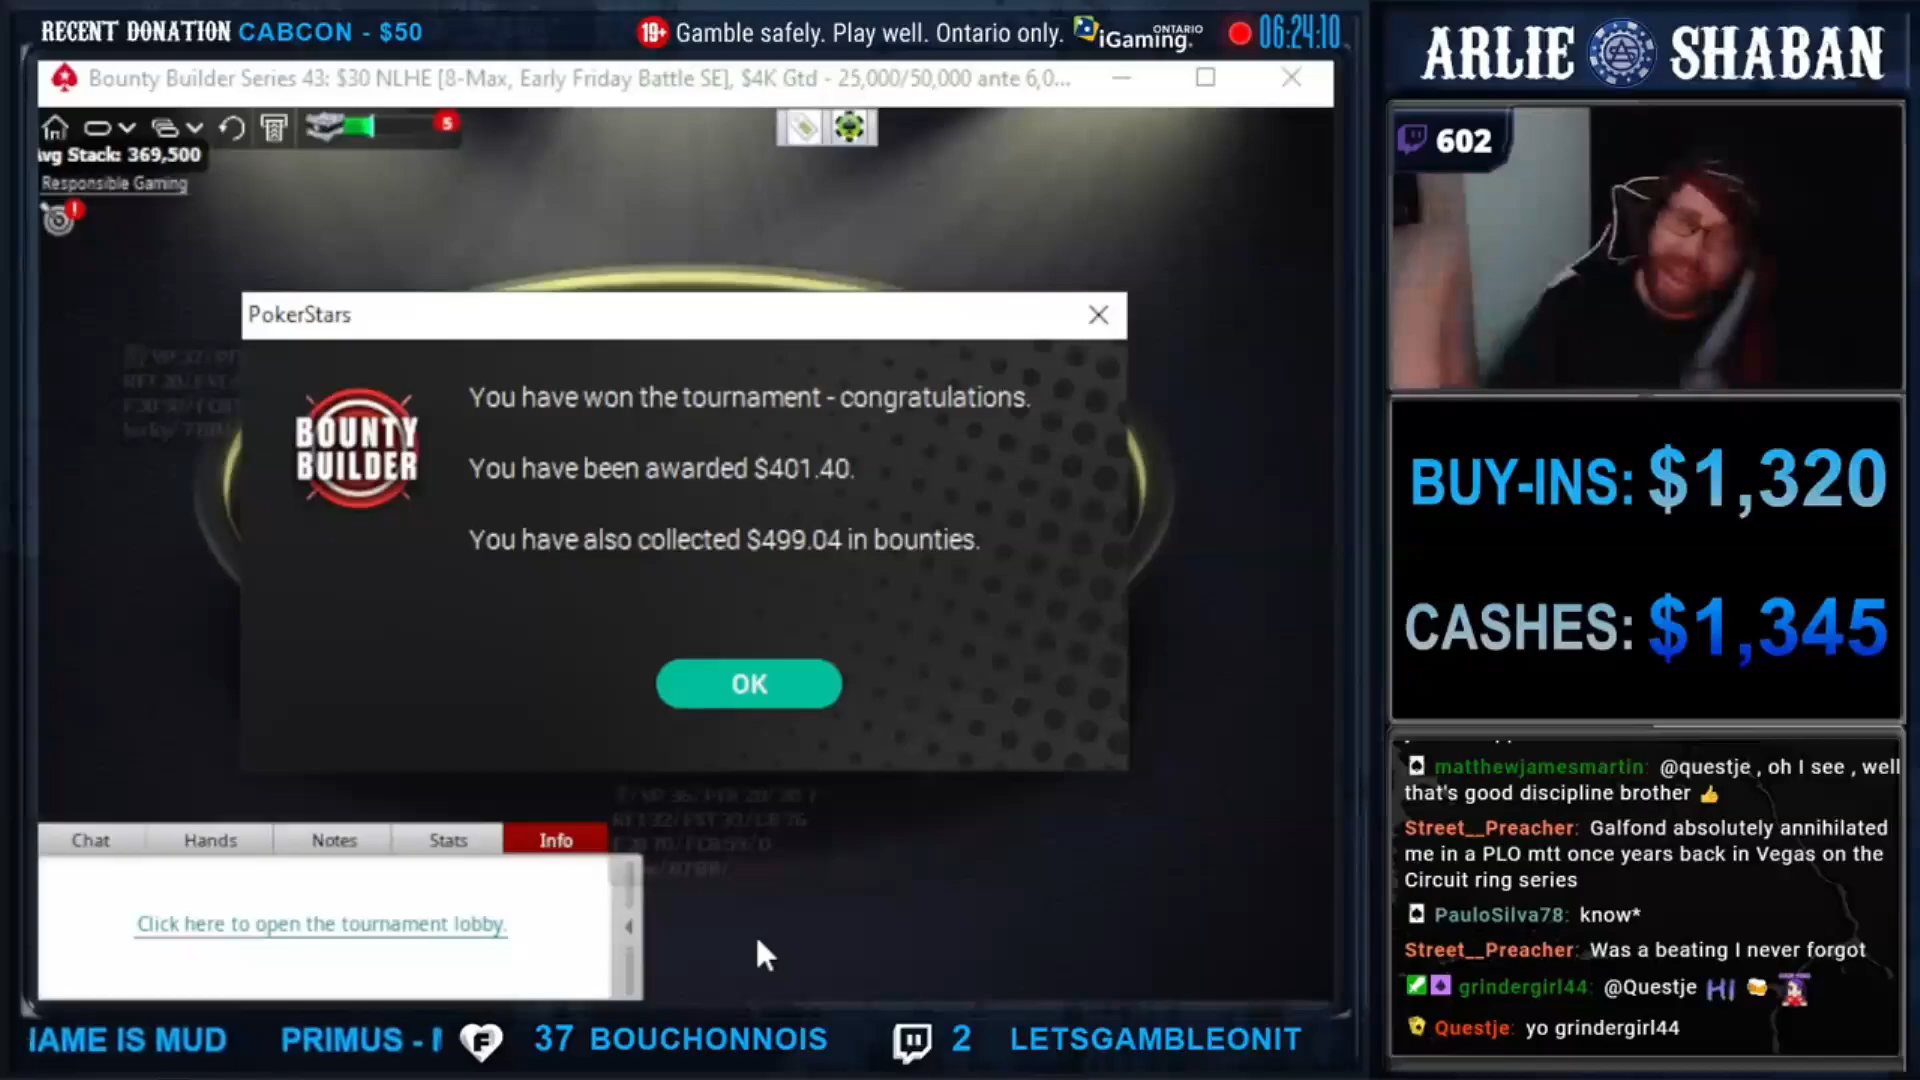 RECENT DONATION CABCON - $50
19+ Gamble safely. Play well. Ontario only. iGaming ONTARIO
06:24:10
ARLIE SHABAN
Bounty Builder Series 43: $30 NLHE [8-Max, Early Friday Battle SE], $4K Gtd - 25,000/50,000 ante 6,0...
5
Avg Stack: 369,500
Responsible Gaming
602
PokerStars
BOUNTY
BUILDER
You have won the tournament - congratulations.
You have been awarded $401.40.
You have also collected $499.04 in bounties.
OK
BUY-INS: $1,320
CASHES: $1,345
Chat Hands Notes Stats Info
Click here to open the tournament lobby.
matthewjamesmartin: @questje , oh I see , well
that's good discipline brother 👍
Street__Preacher: Galfond absolutely annihilated
me in a PLO mtt once years back in Vegas on the
Circuit ring series
PauloSilva78: know*
Street__Preacher: Was a beating I never forgot
grindergirl44: @Questje HI
Questje: yo grindergirl44
IAME IS MUD PRIMUS - 37 BOUCHONNOIS 2 LETSGAMBLEONIT